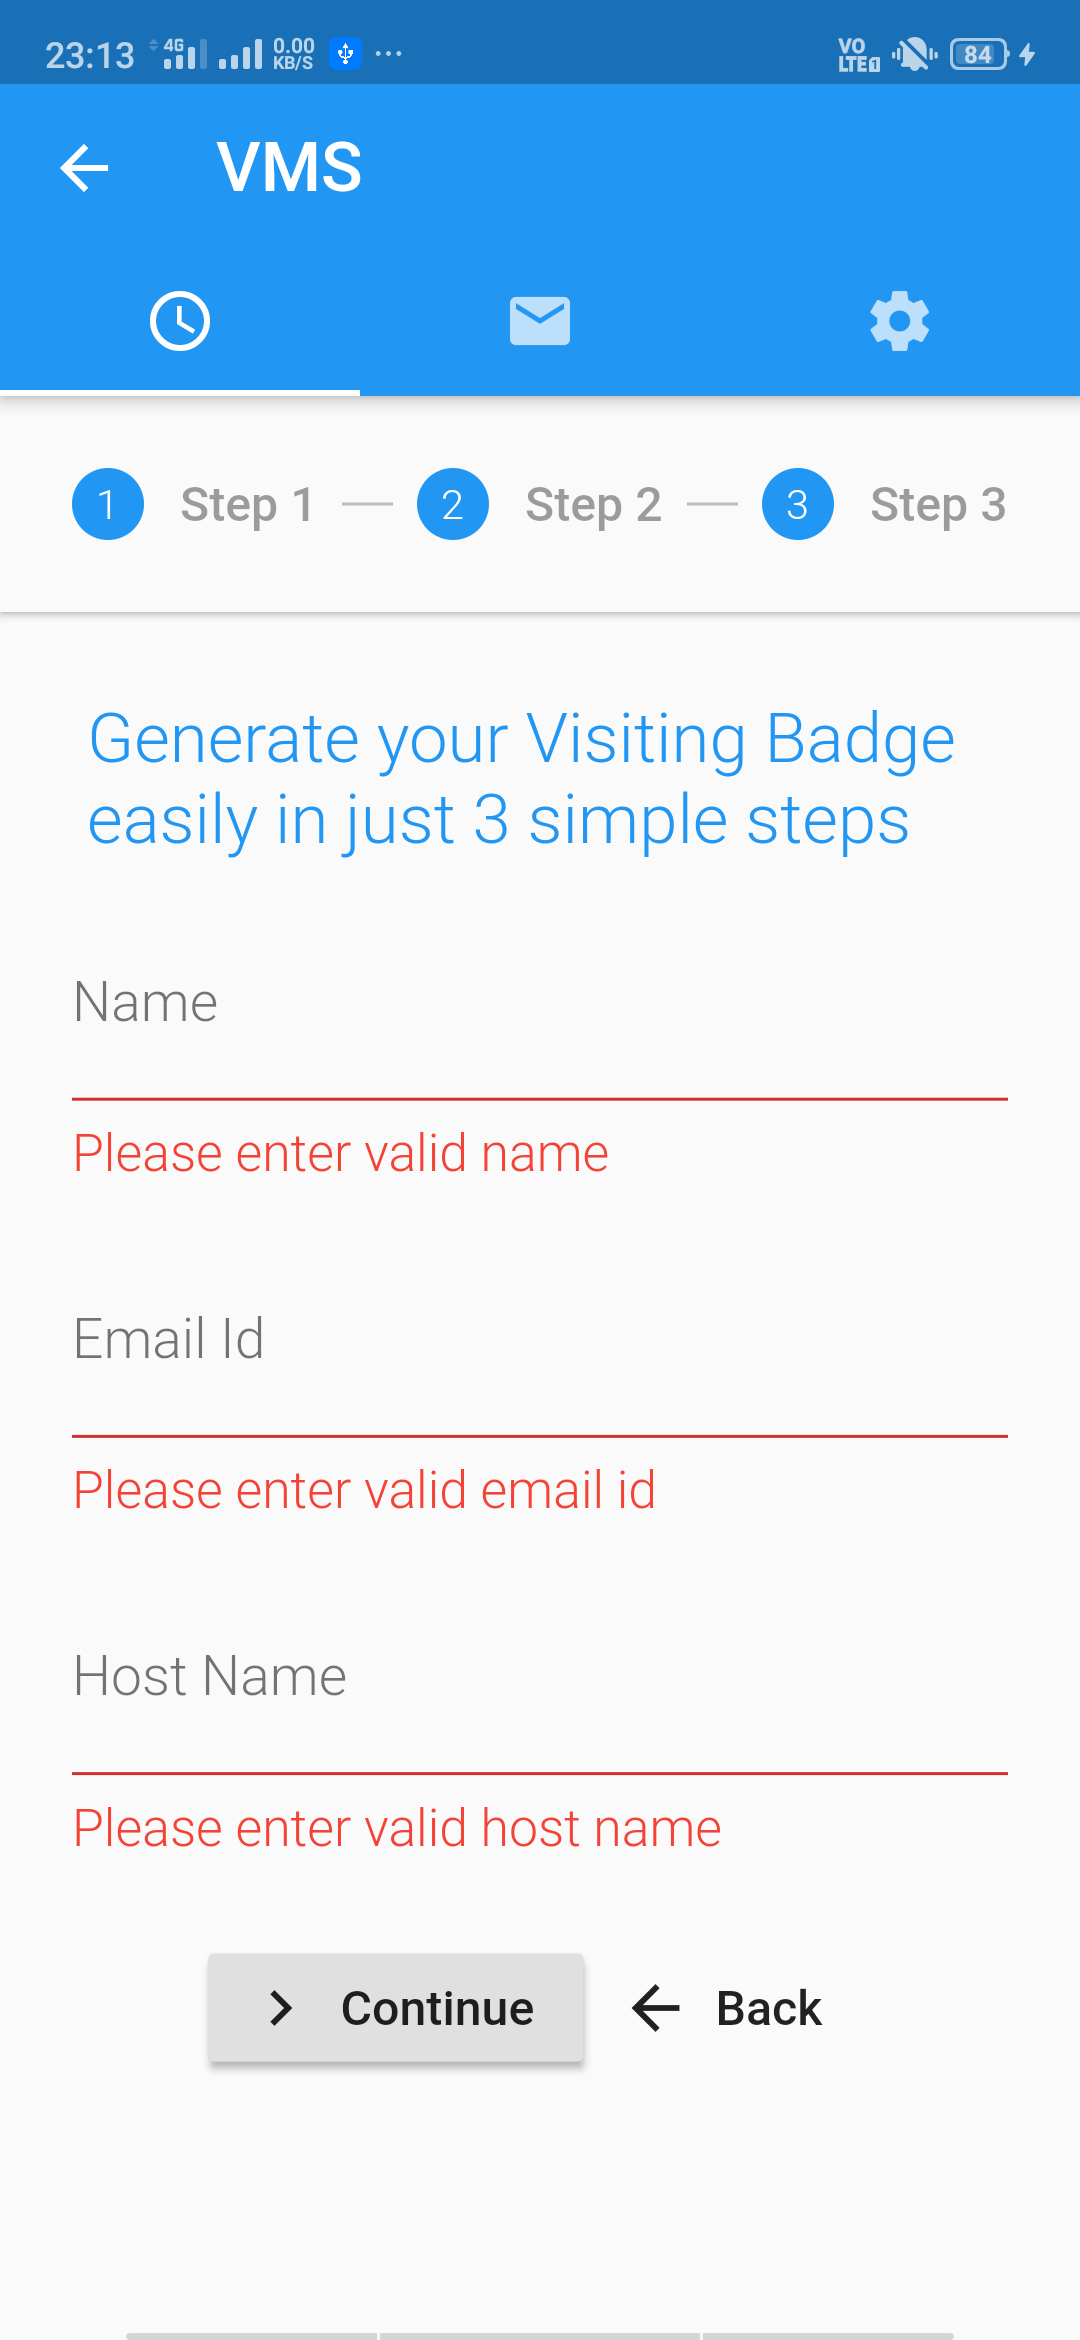 23:13 4G 0.00 KB/S ... VO LTE 1 84
VMS
1 Step 1 2 Step 2 3 Step 3
Generate your Visiting Badge
easily in just 3 simple steps
Name
Please enter valid name
Email Id
Please enter valid email id
Host Name
Please enter valid host name
Continue Back